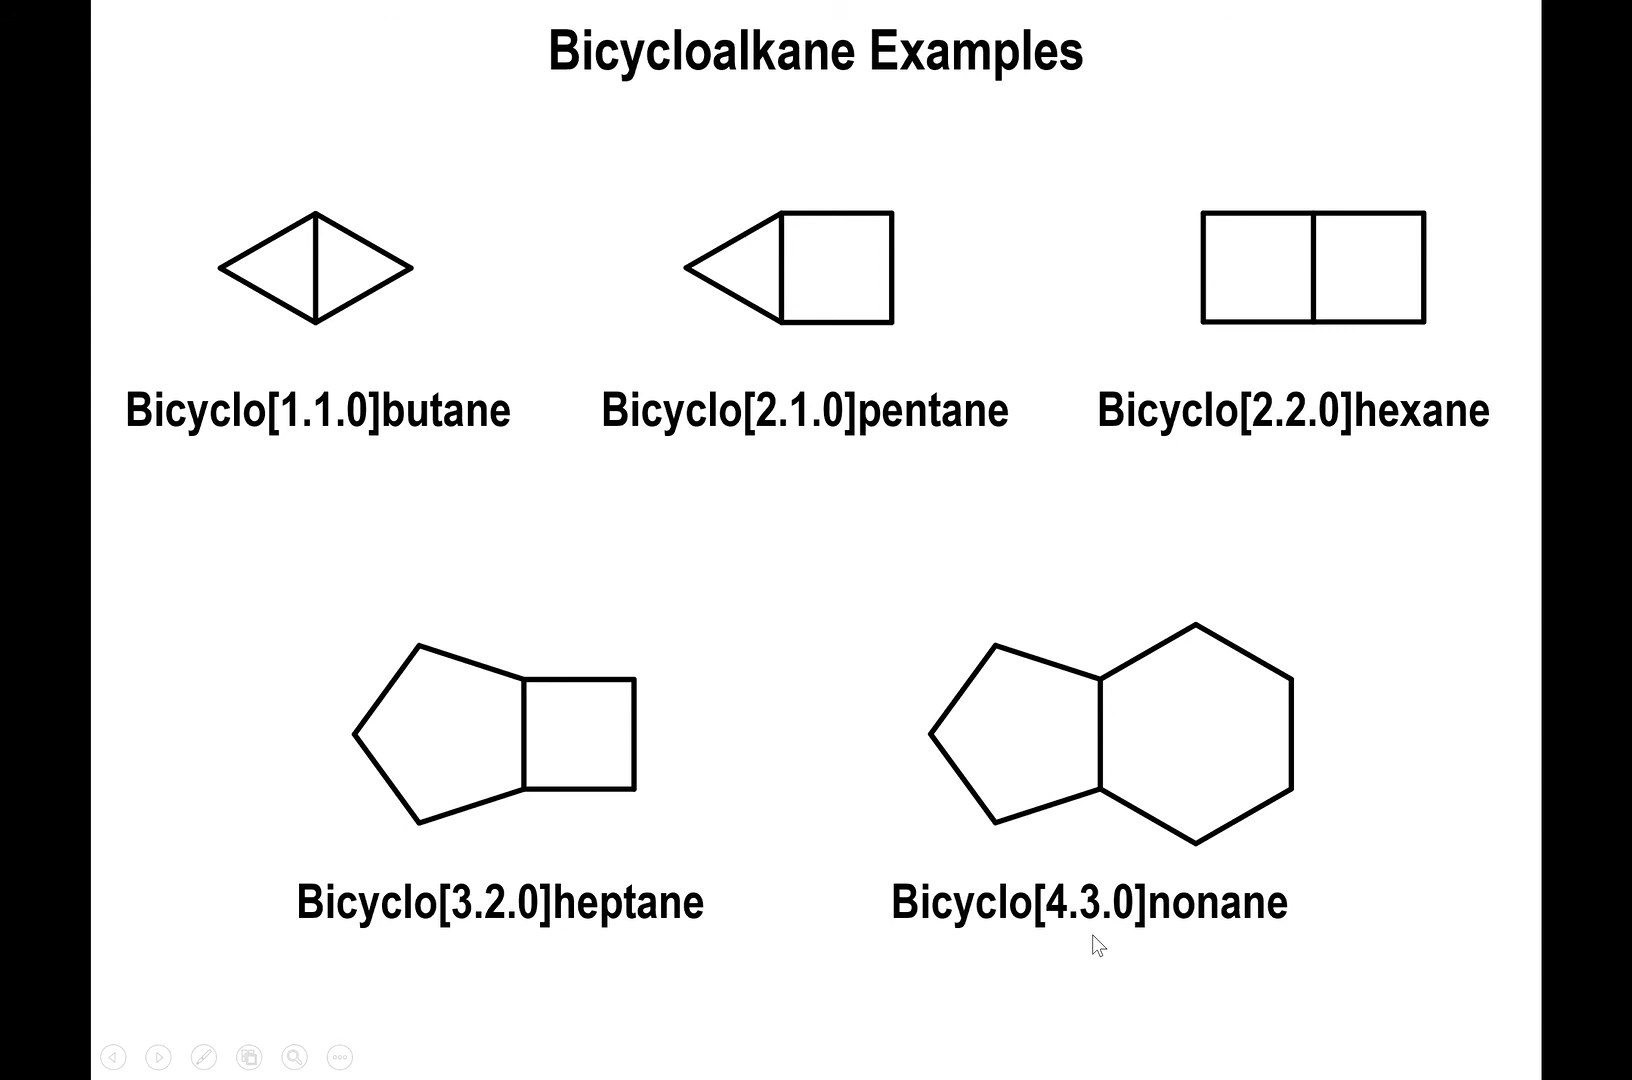 Bicycloalkane Examples
Bicyclo[1.1.0]butane
Bicyclo[2.1.0]pentane
Bicyclo[2.2.0]hexane
Bicyclo[3.2.0]heptane
Bicyclo[4.3.0]nonane